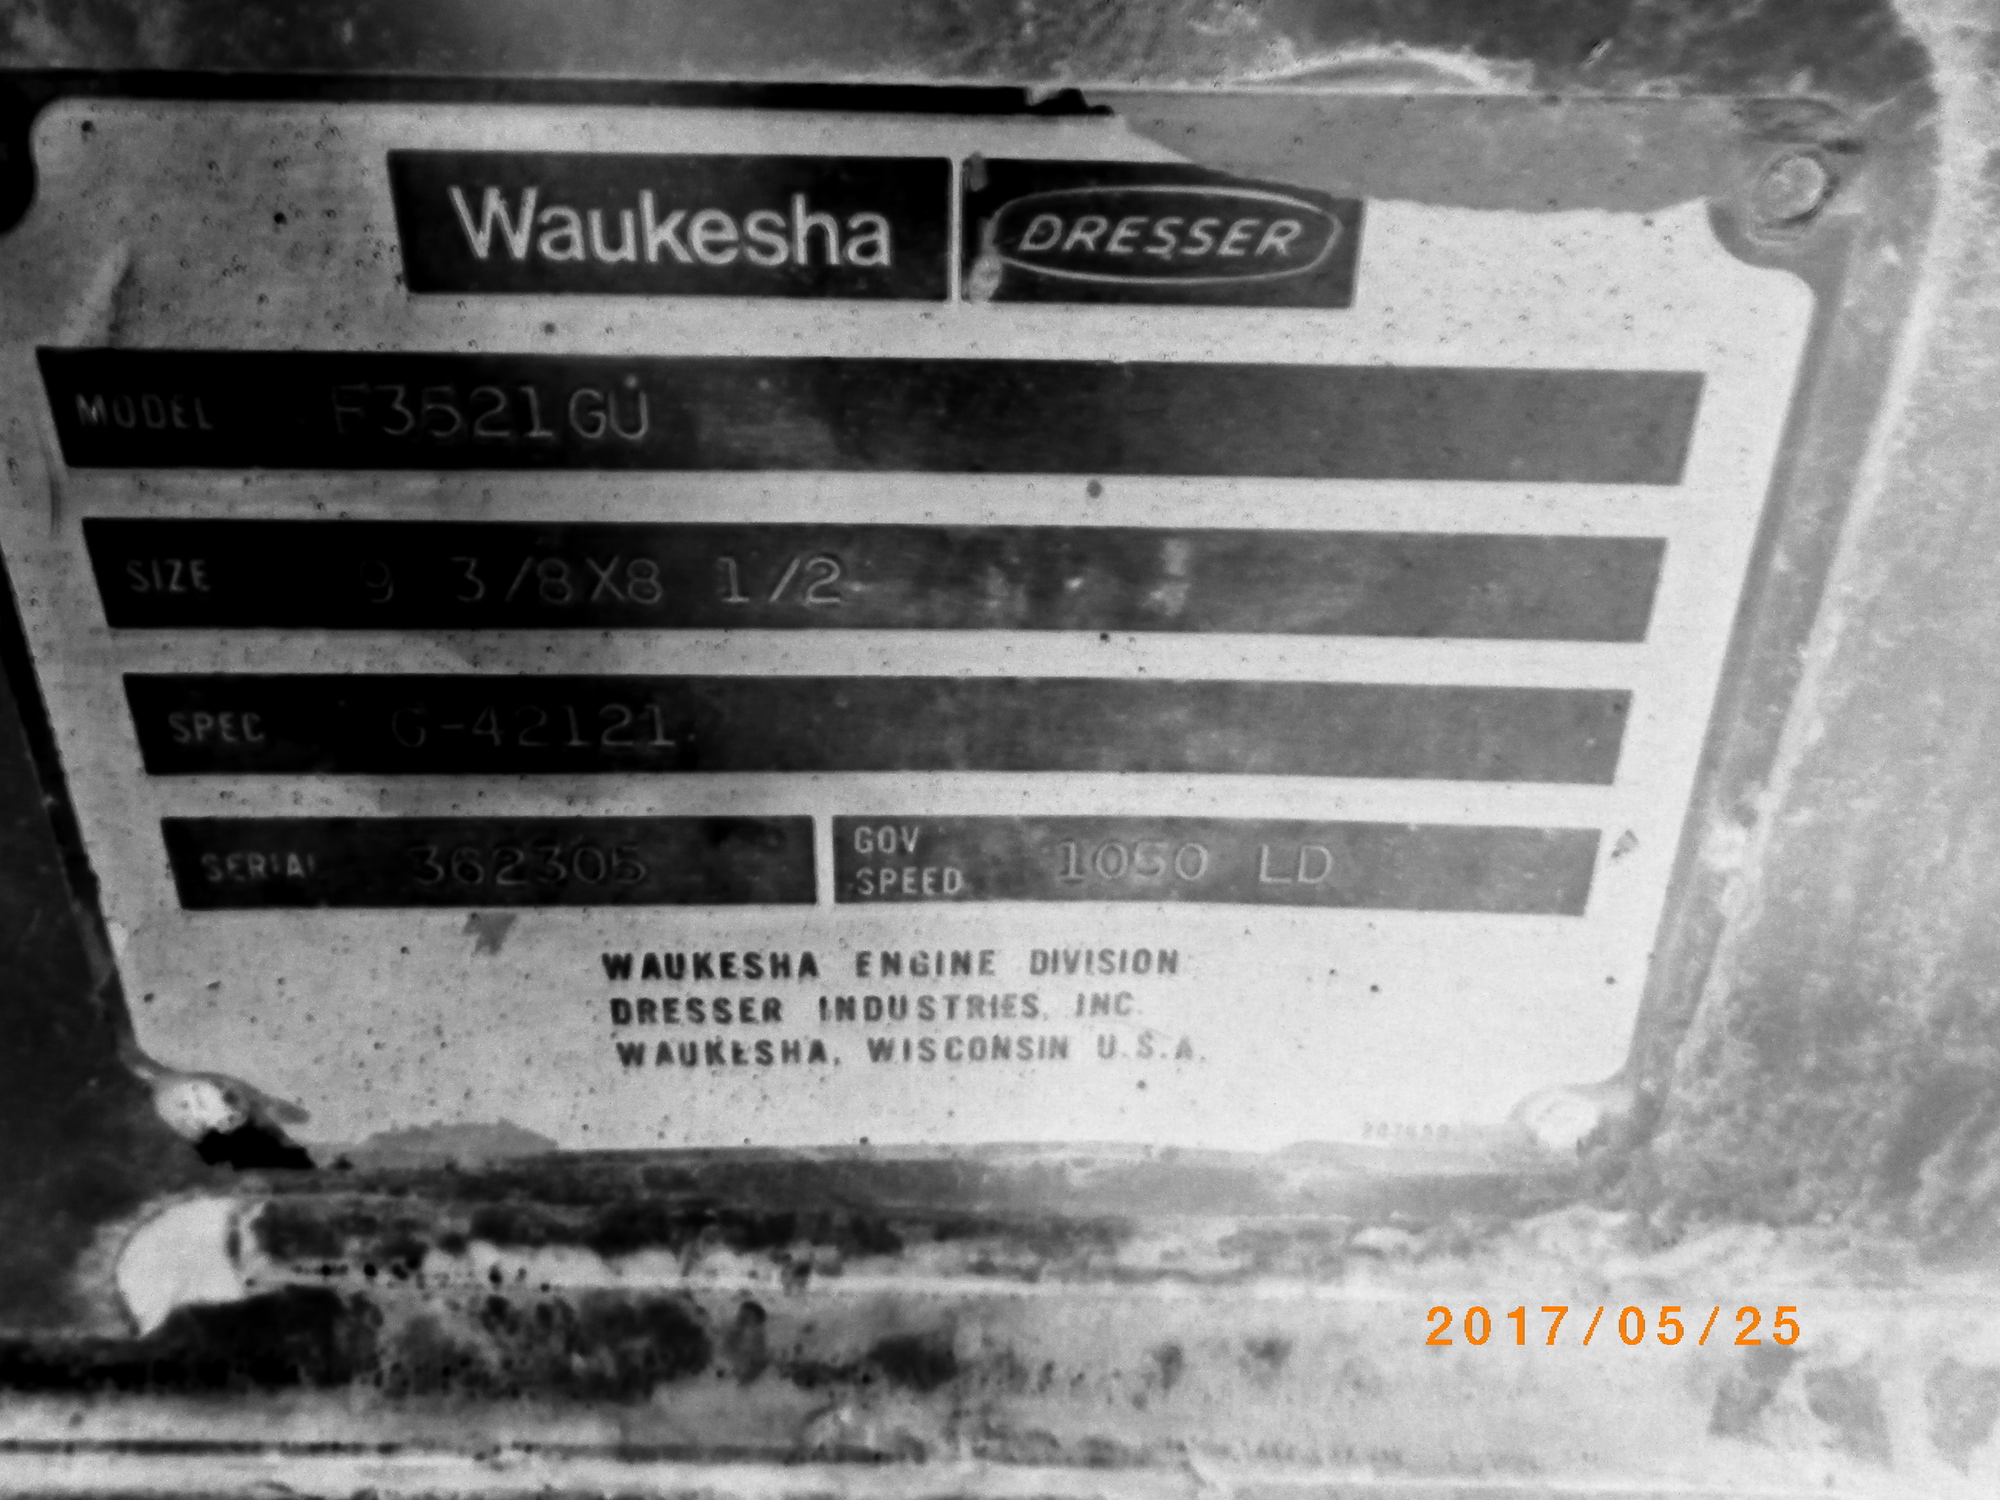 Waukesha DRESSER
MODEL F3521GU
SIZE 9 3/8X8 1/2
SPEC G-42121
SERIAL 362305
GOV SPEED 1050 LD
WAUKESHA ENGINE DIVISION
DRESSER INDUSTRIES, INC.
WAUKESHA, WISCONSIN U.S.A.
2017/05/25